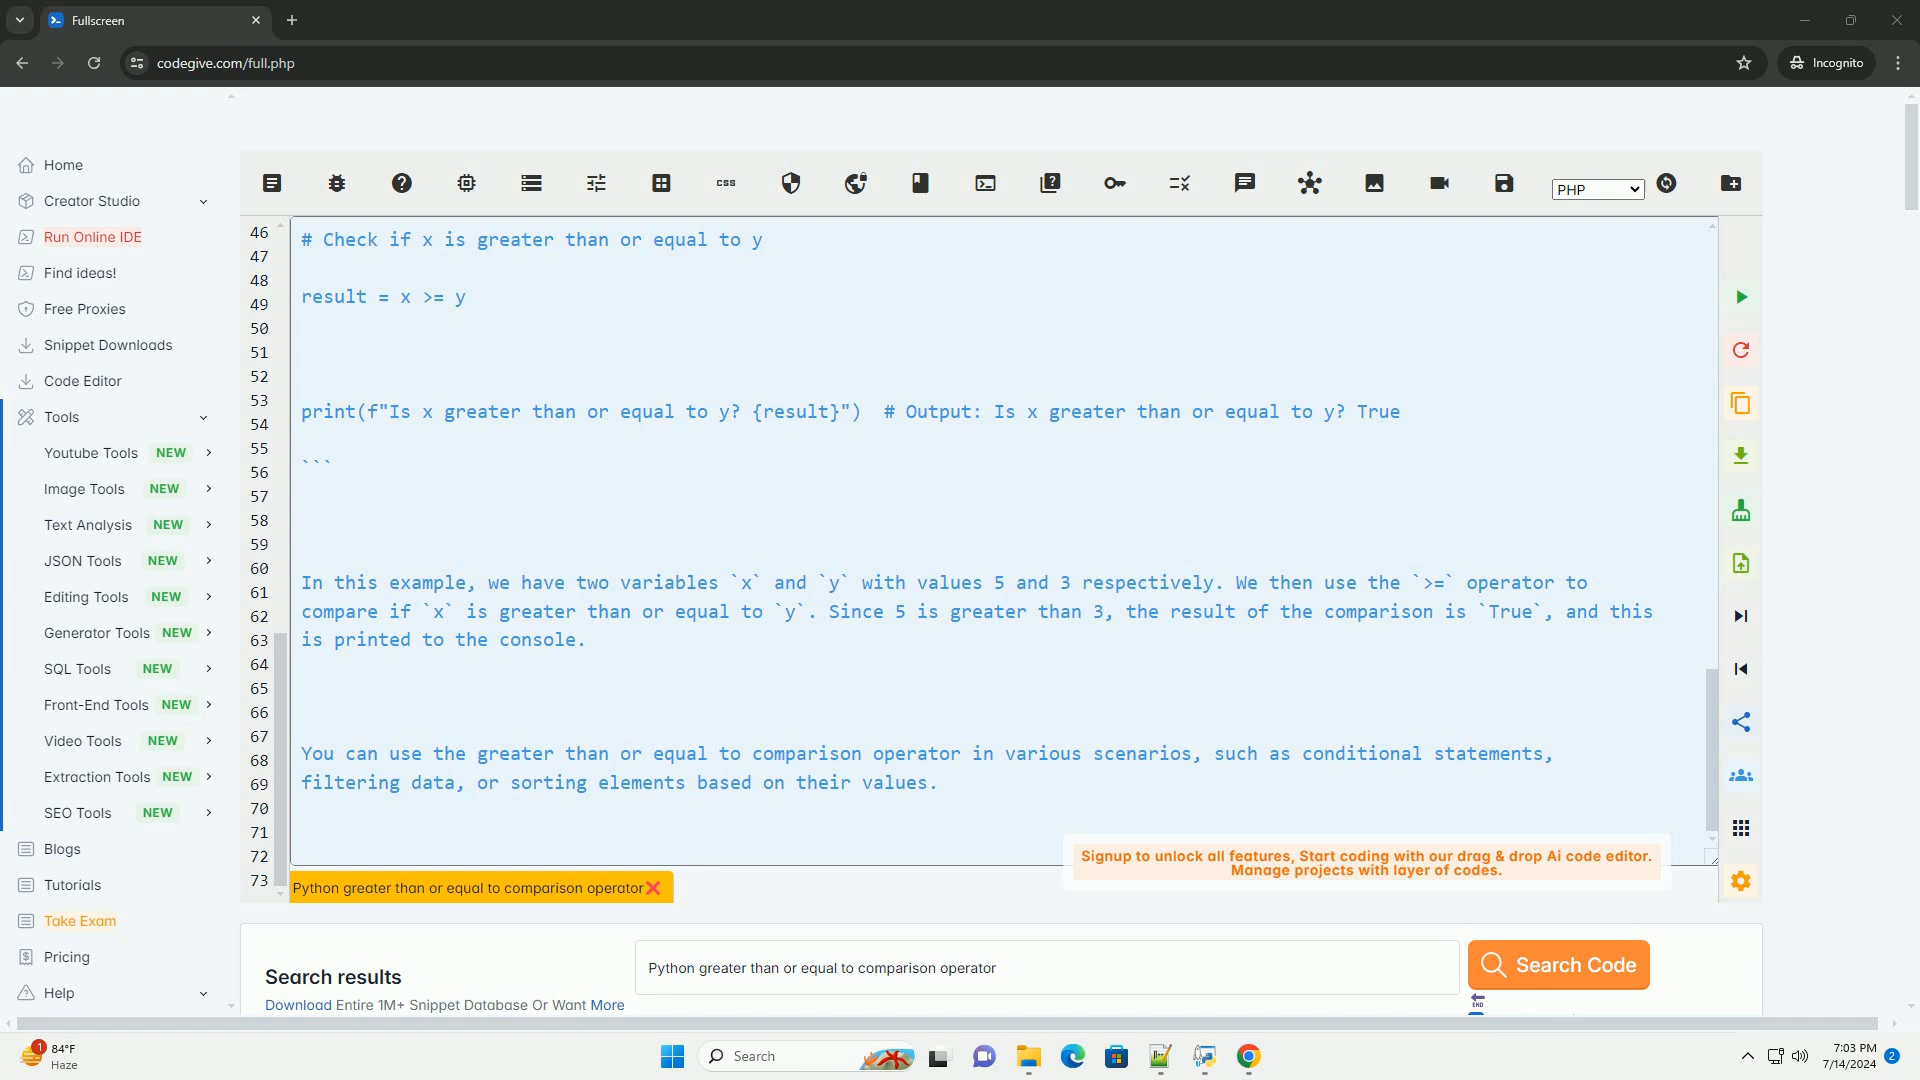 Fullscreen
codegive.com/full.php
Incognito
Home
Creator Studio
Run Online IDE
Find ideas!
Free Proxies
Snippet Downloads
Code Editor
Tools
Youtube Tools NEW
Image Tools NEW
Text Analysis NEW
JSON Tools NEW
Editing Tools NEW
Generator Tools NEW
SQL Tools NEW
Front-End Tools NEW
Video Tools NEW
Extraction Tools NEW
SEO Tools NEW
Blogs
Tutorials
Take Exam
Pricing
Help
css
PHP
46
47
48
49
50
51
52
53
54
55
56
57
58
59
60
61
62
63
64
65
66
67
68
69
70
71
72
73
# Check if x is greater than or equal to y
result = x >= y
print(f"Is x greater than or equal to y? {result}")  # Output: Is x greater than or equal to y? True
```
In this example, we have two variables `x` and `y` with values 5 and 3 respectively. We then use the `>=` operator to
compare if `x` is greater than or equal to `y`. Since 5 is greater than 3, the result of the comparison is `True`, and this
is printed to the console.
You can use the greater than or equal to comparison operator in various scenarios, such as conditional statements,
filtering data, or sorting elements based on their values.
Signup to unlock all features, Start coding with our drag & drop Ai code editor.
Manage projects with layer of codes.
Python greater than or equal to comparison operator
Search results
Download Entire 1M+ Snippet Database Or Want More
Python greater than or equal to comparison operator
Search Code
END
1
84°F
Haze
Search
7:03 PM
7/14/2024
2